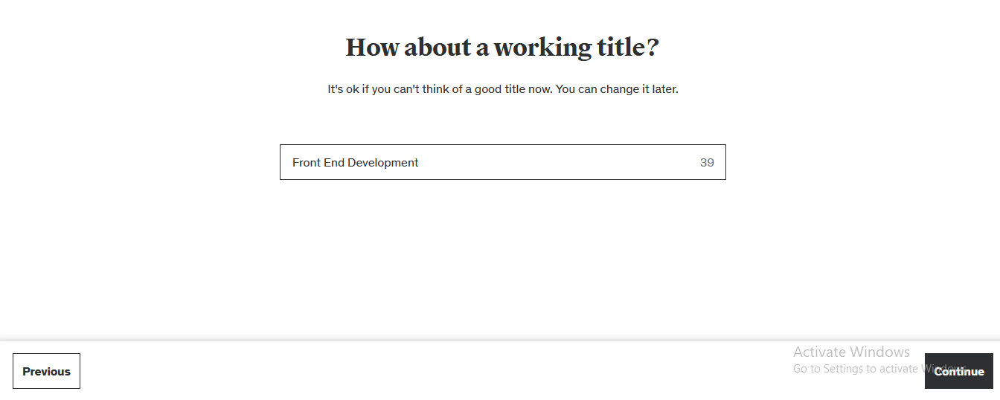 How about a working title?
It's ok if you can't think of a good title now. You can change it later.
Front End Development 39
Activate Windows
Go to Settings to activate Windows.
Previous
Continue